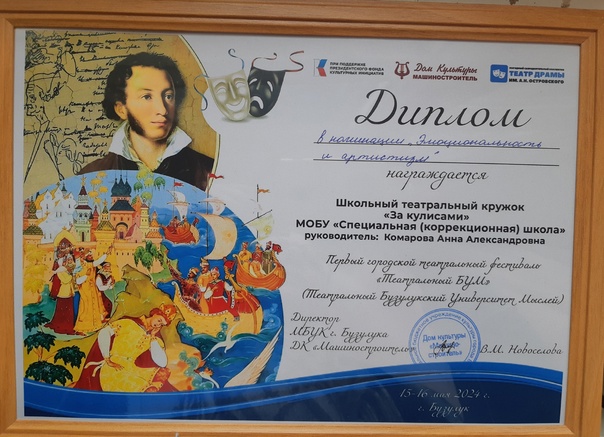 ПРИ ПОДДЕРЖКЕ
ПРЕЗИДЕНТСКОГО ФОНДА
КУЛЬТУРНЫХ ИНИЦИАТИВ
Дом Культуры
МАШИНОСТРОИТЕЛЬ
ТЕАТР ДРАМЫ
ИМ. А.Н. ОСТРОВСКОГО
Диплом
в номинации „Эмоциональность
и артистизм"
награждается
Школьный театральный кружок
«За кулисами»
МОБУ «Специальная (коррекционная) школа»
руководитель: Комарова Анна Александровна
Первый городской театральный фестиваль
«Театральный БУМ»
(Театральный Бузулукский Университет Мыслей)
Директор
МБУК г. Бузулука
ДК «Машиностроитель»
В.М. Новоселова
Дом культуры
15-16 мая 2024 г.
г. Бузулук